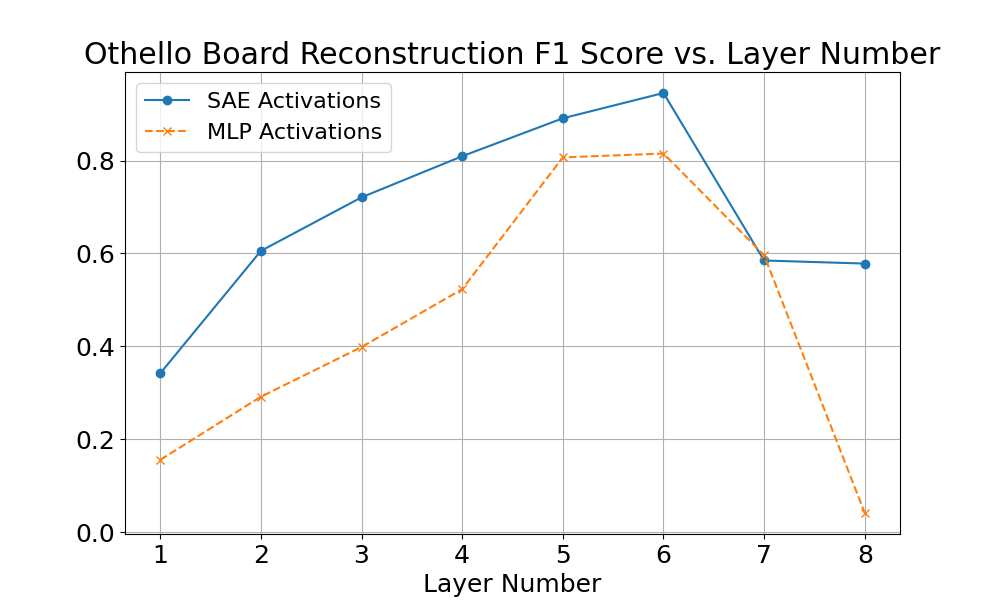 Othello Board Reconstruction F1 Score vs. Layer Number
SAE Activations
MLP Activations
0.8
0.6
0.4
0.2
0.0
1 2 3 4 5 6 7 8
Layer Number